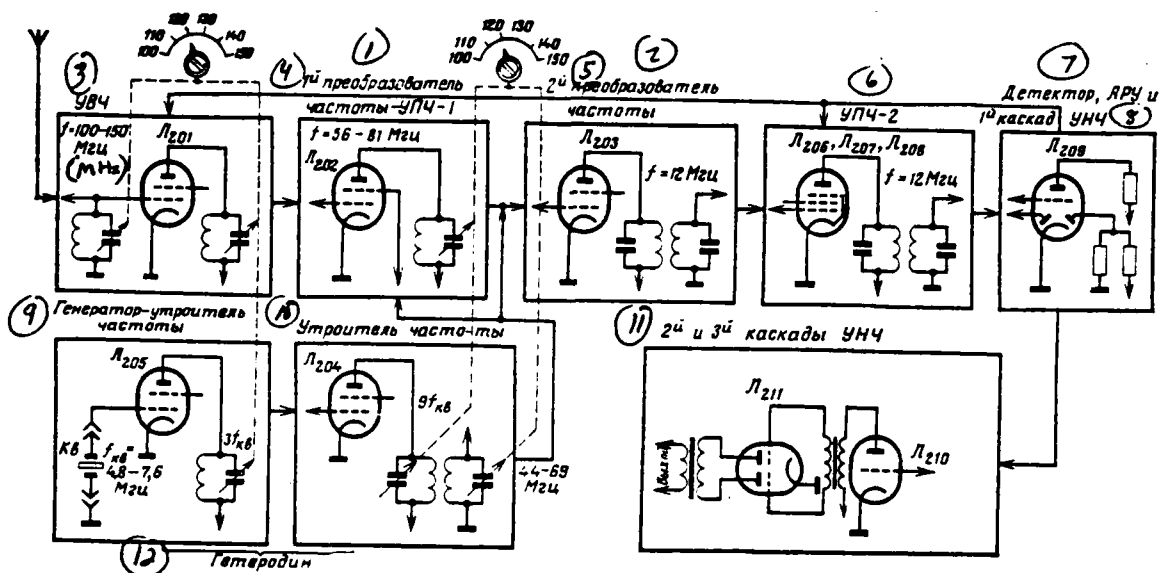 100 110 120 130 140 150
100 110 120 130 140 150
① ② ③ ④ ⑤ ⑥ ⑦ ⑧
УВЧ
1й преобразователь
частоты-УПЧ-1
2й преобразователь
частоты
УПЧ-2
Детектор, АРУ и
1й каскад УНЧ
f=100-150
Мгц
(MHz)
Л201
f=56-81 Мгц
Л202
Л203
f=12Мгц
Л206, Л207, Л208
f=12Мгц
Л209
⑨ Генератор-утроитель
частоты
⑩ Утроитель частоты
⑪ 2й и 3й каскады УНЧ
Л205
Кв
fкв=
4,8-7,6
Мгц
3fкв
Л204
9fкв
44-69
Мгц
Л211
Л210
⑫ Гетеродин